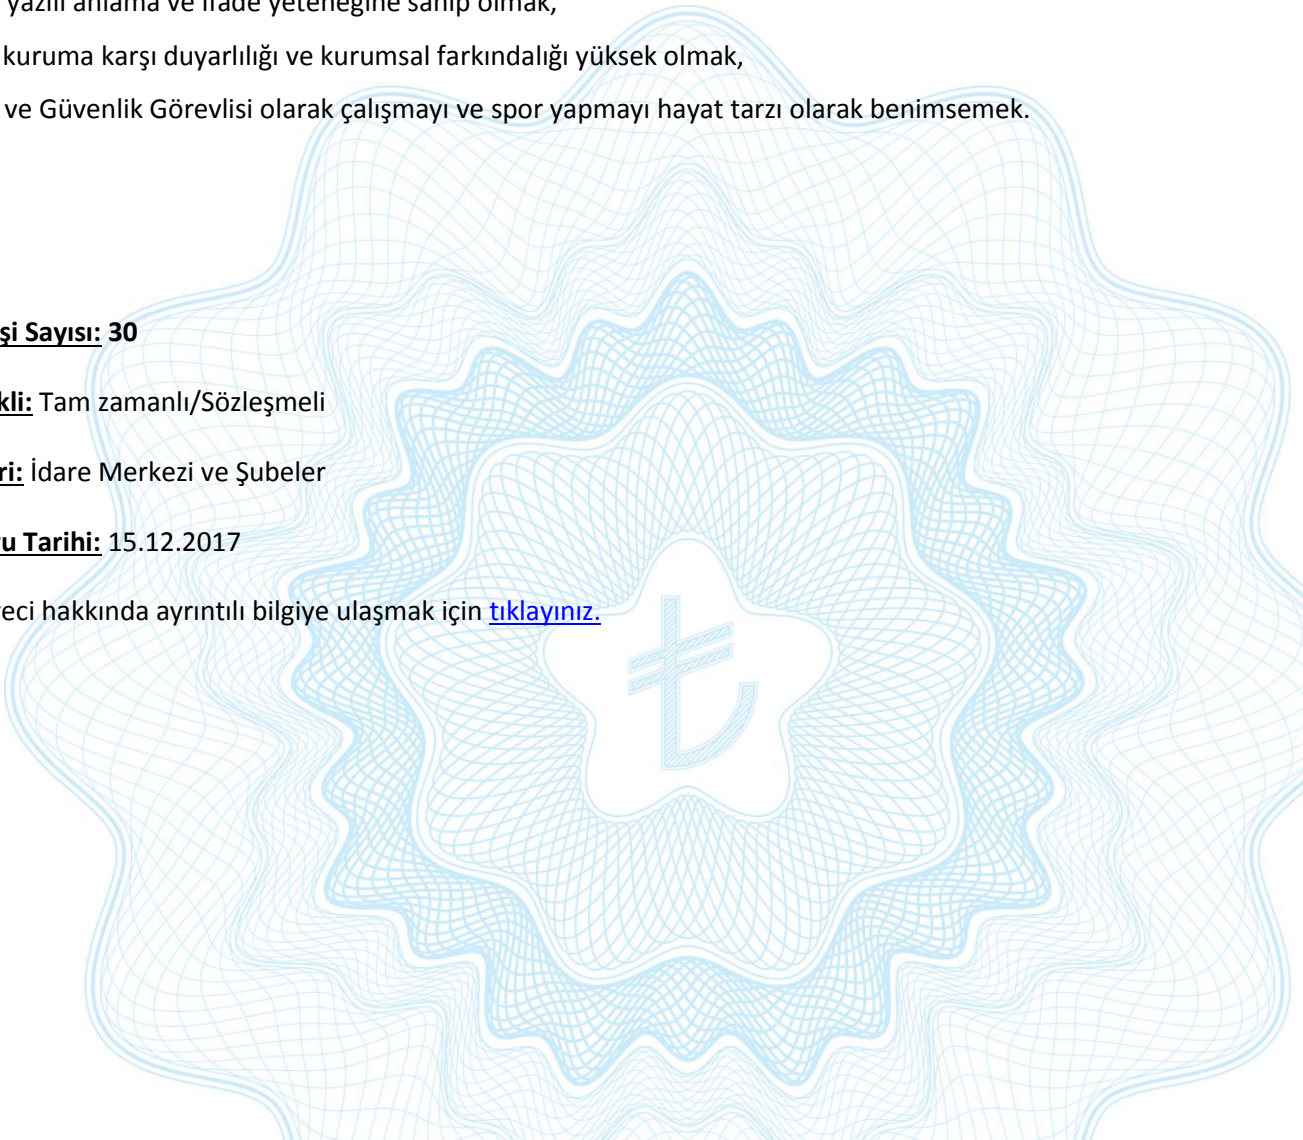 yazılı anlama ve ifade yeteneğine sahip olmak,
kuruma karşı duyarlılığı ve kurumsal farkındalığı yüksek olmak,
ve Güvenlik Görevlisi olarak çalışmayı ve spor yapmayı hayat tarzı olarak benimsemek.
şi Sayısı: 30
kli: Tam zamanlı/Sözleşmeli
ri: İdare Merkezi ve Şubeler
u Tarihi: 15.12.2017
eci hakkında ayrıntılı bilgiye ulaşmak için tıklayınız.
₺